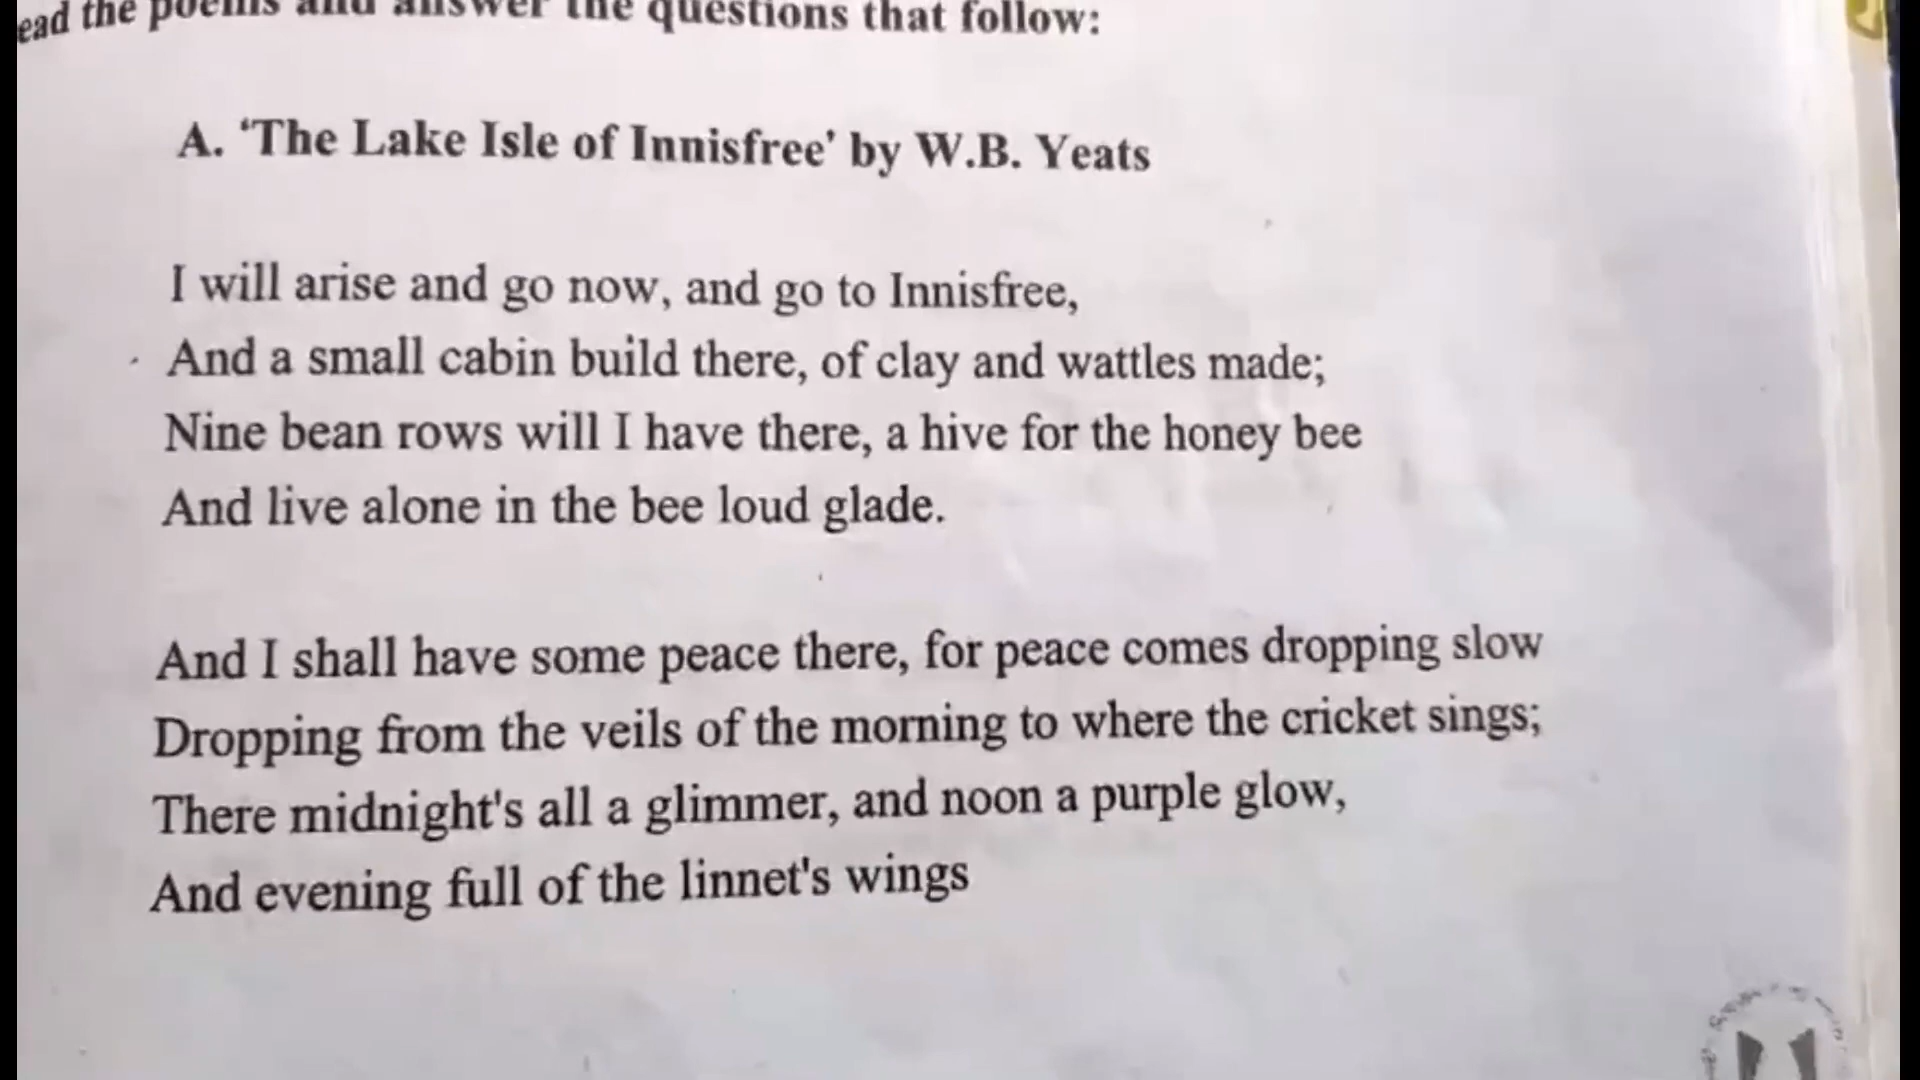 ead the poems and answer the questions that follow:
A. 'The Lake Isle of Innisfree' by W.B. Yeats
I will arise and go now, and go to Innisfree,
And a small cabin build there, of clay and wattles made;
Nine bean rows will I have there, a hive for the honey bee
And live alone in the bee loud glade.
And I shall have some peace there, for peace comes dropping slow
Dropping from the veils of the morning to where the cricket sings;
There midnight's all a glimmer, and noon a purple glow,
And evening full of the linnet's wings